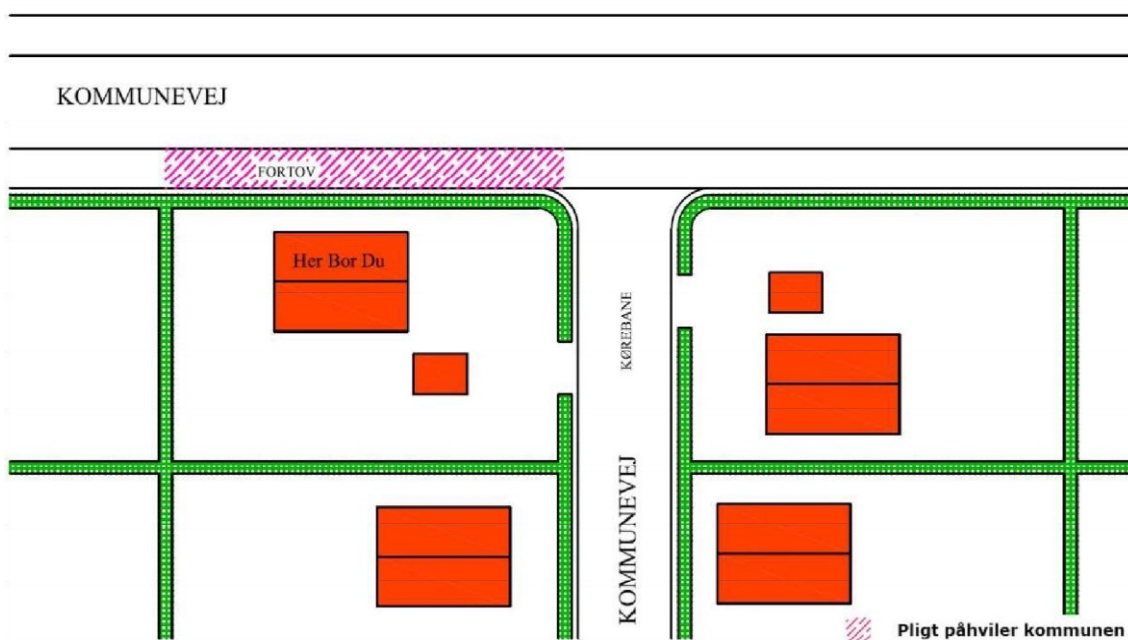 KOMMUNEVEJ
FORTOV
Her Bor Du
KØREBANE
KOMMUNEVEJ
Pligt påhviler kommunen